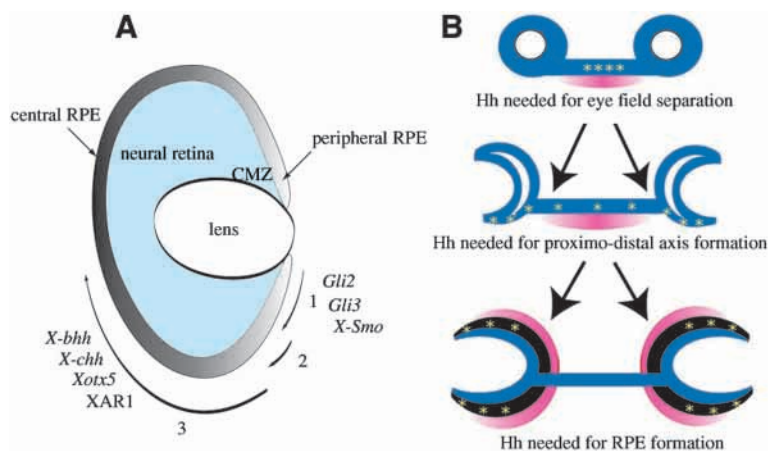 A
central RPE
neural retina
peripheral RPE
CMZ
lens
Gli2
1
Gli3
X-Smo
2
X-bhh
X-chh
Xotx5
XAR1
3
B
Hh needed for eye field separation
Hh needed for proximo-distal axis formation
Hh needed for RPE formation